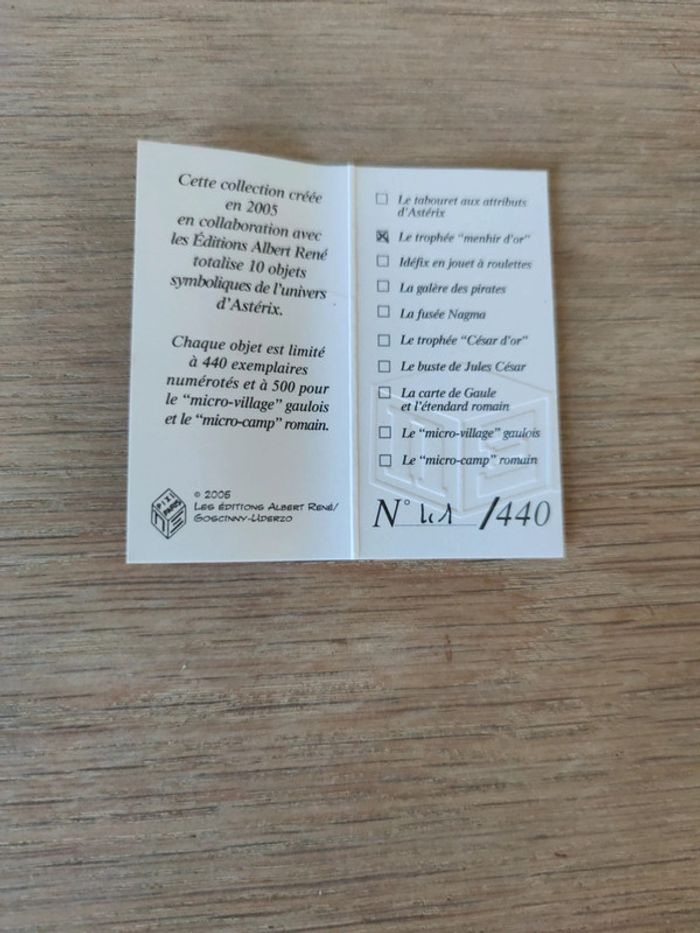 Cette collection créée
en 2005
en collaboration avec
les Éditions Albert René
totalise 10 objets
symboliques de l'univers
d'Astérix.
Chaque objet est limité
à 440 exemplaires
numérotés et à 500 pour
le "micro-village" gaulois
et le "micro-camp" romain.
PIXI
PARIS
© 2005
LES ÉDITIONS ALBERT RENÉ/
GOSCINNY-UDERZO
Le tabouret aux attributs
d'Astérix
Le trophée "menhir d'or"
Idéfix en jouet à roulettes
La galère des pirates
La fusée Nagma
Le trophée "César d'or"
Le buste de Jules César
La carte de Gaule
et l'étendard romain
Le "micro-village" gaulois
Le "micro-camp" romain
N° /440